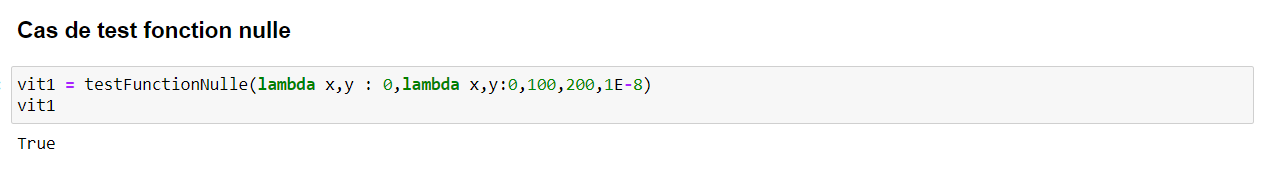 Cas de test fonction nulle
vit1 = testFunctionNulle(lambda x,y : 0,lambda x,y:0,100,200,1E-8)
vit1
True